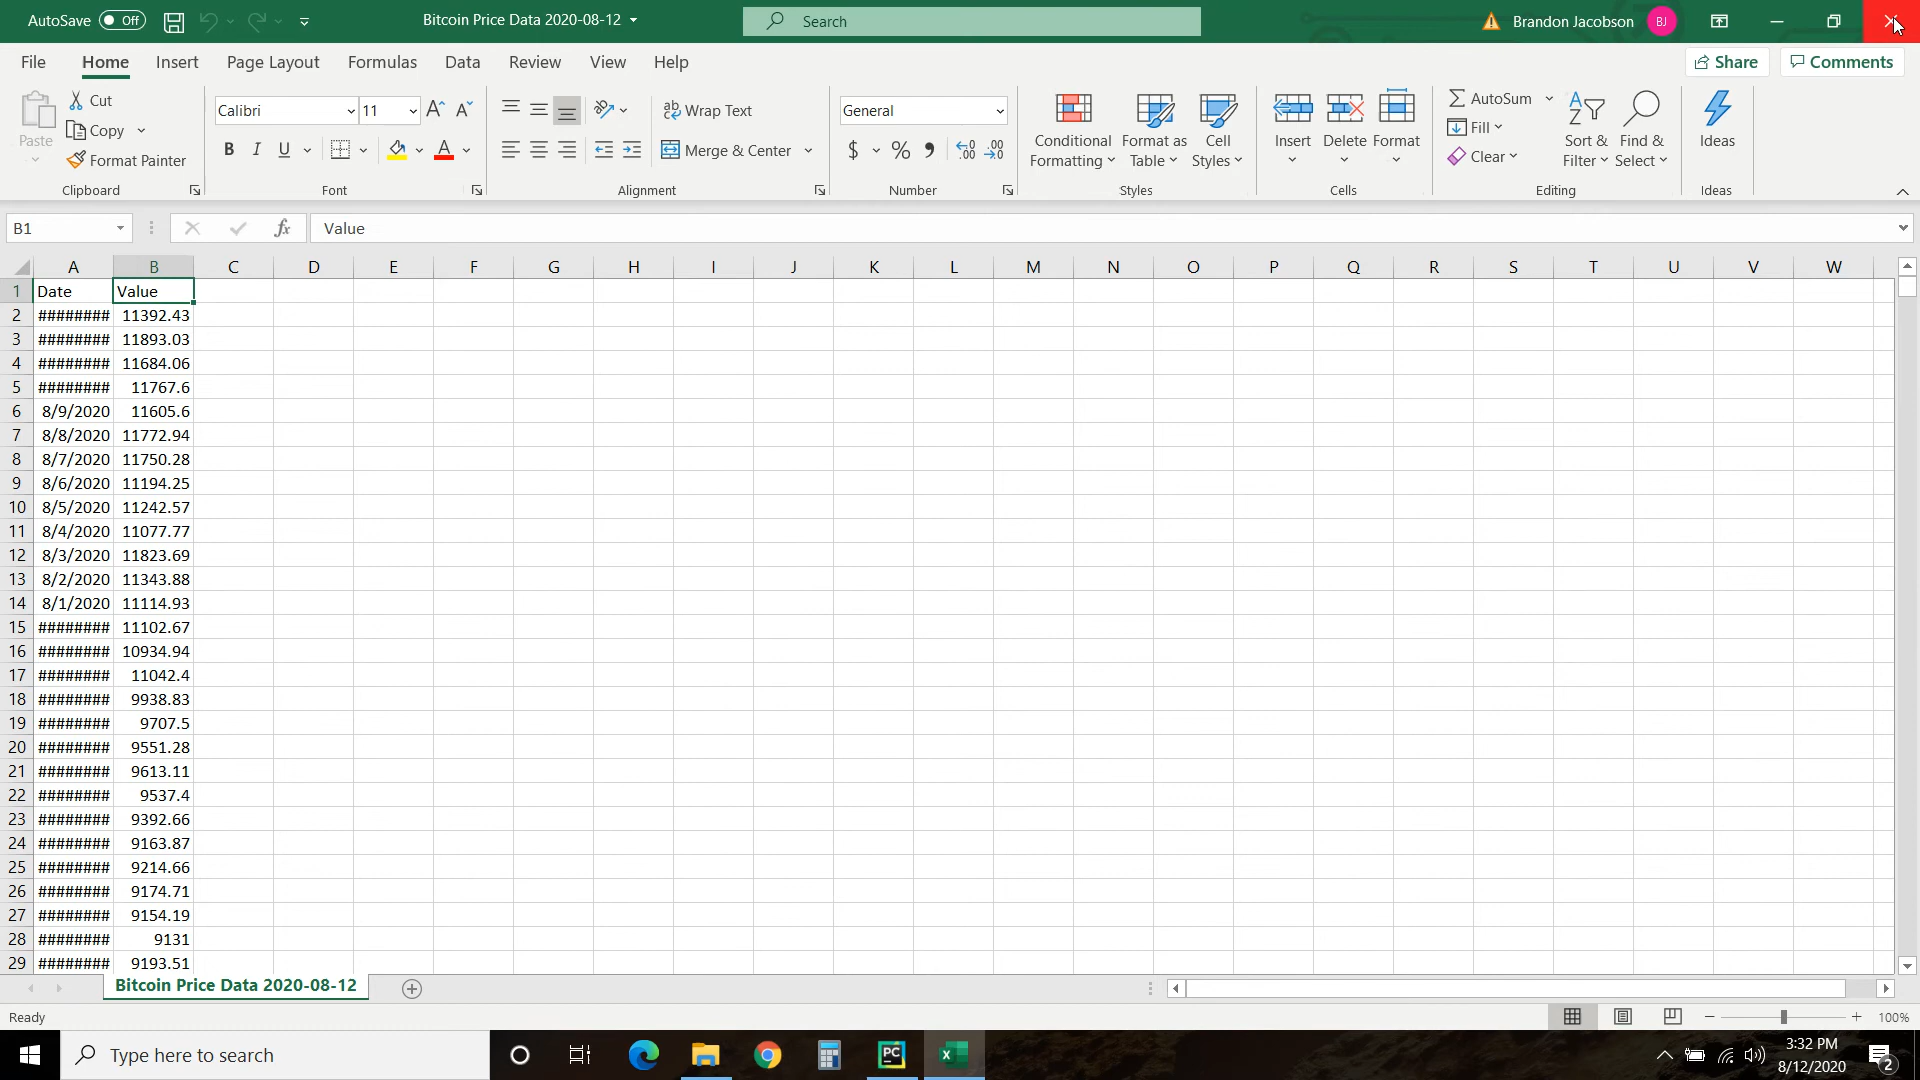 AutoSave Off Bitcoin Price Data 2020-08-12 Search Brandon Jacobson BJ
File Home Insert Page Layout Formulas Data Review View Help Share Comments
Paste Cut Copy Format Painter Clipboard
Calibri 11 B I U A Font
ab Wrap Text Merge & Center Alignment
General $ % 9 Number
Conditional Formatting Format as Table Cell Styles Styles
Insert Delete Format Cells
AutoSum Fill Clear Sort & Filter Find & Select Editing
Ideas Ideas
B1 fx Value
A B C D E F G H I J K L M N O P Q R S T U V W
1 Date Value
2 ######## 11392.43
3 ######## 11893.03
4 ######## 11684.06
5 ######## 11767.6
6 8/9/2020 11605.6
7 8/8/2020 11772.94
8 8/7/2020 11750.28
9 8/6/2020 11194.25
10 8/5/2020 11242.57
11 8/4/2020 11077.77
12 8/3/2020 11823.69
13 8/2/2020 11343.88
14 8/1/2020 11114.93
15 ######## 11102.67
16 ######## 10934.94
17 ######## 11042.4
18 ######## 9938.83
19 ######## 9707.5
20 ######## 9551.28
21 ######## 9613.11
22 ######## 9537.4
23 ######## 9392.66
24 ######## 9163.87
25 ######## 9214.66
26 ######## 9174.71
27 ######## 9154.19
28 ######## 9131
29 ######## 9193.51
Bitcoin Price Data 2020-08-12
Ready 100%
Type here to search PC X 3:32 PM
8/12/2020 2